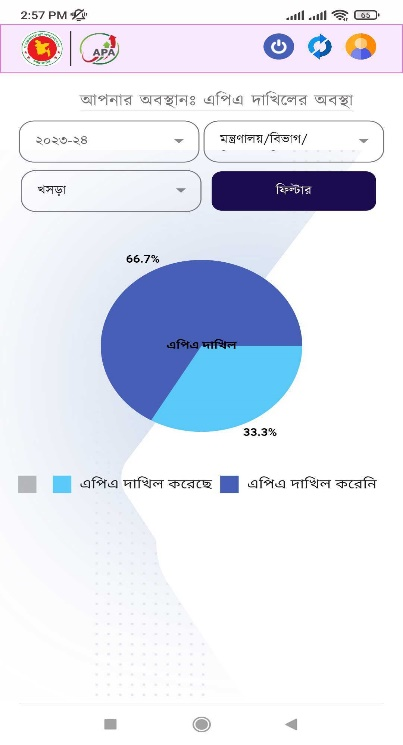 2:57 PM
65
APA
আপনার অবস্থানঃ এপিএ দাখিলের অবস্থা
২০২৩-২৪
মন্ত্রণালয়/বিভাগ/
খসড়া
ফিল্টার
66.7%
এপিএ দাখিল
33.3%
এপিএ দাখিল করেছে
এপিএ দাখিল করেনি